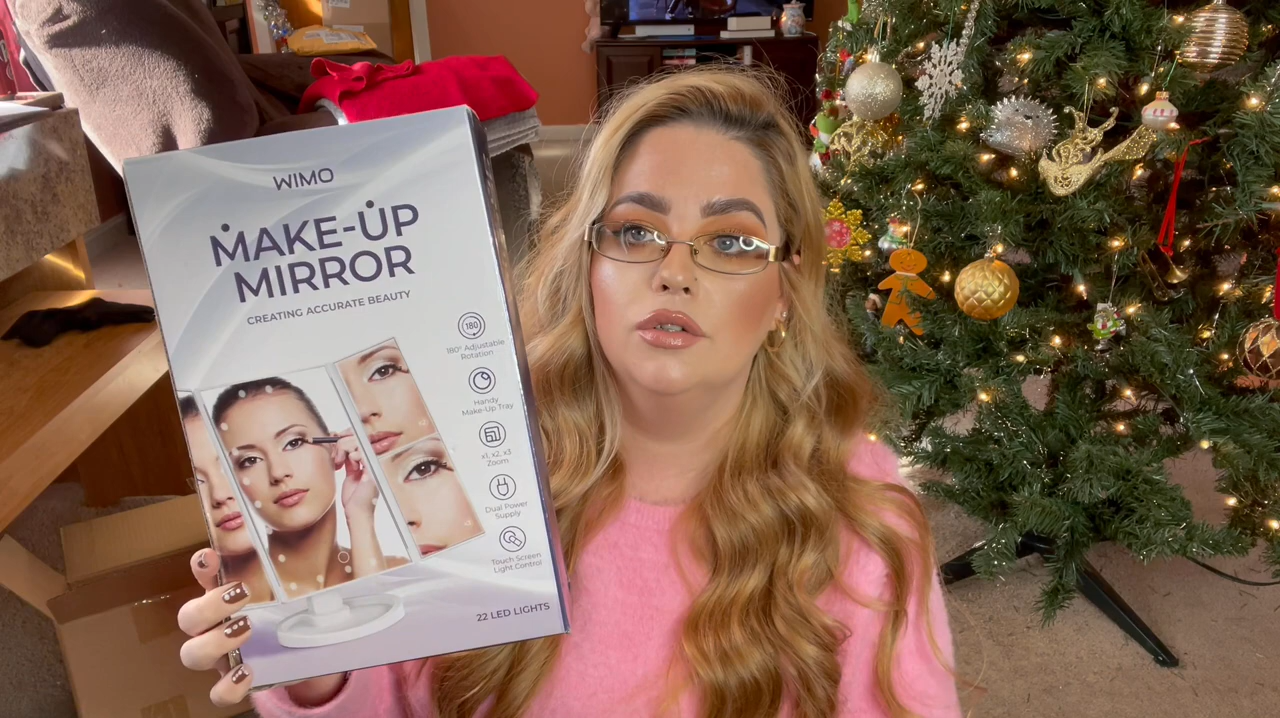 WIMO
MAKE-UP
MIRROR
CREATING ACCURATE BEAUTY
180
180° Adjustable
Rotation
Handy
Make-Up Tray
x1, x2, x3
Zoom
Dual Power
Supply
Touch Screen
Light Control
22 LED LIGHTS